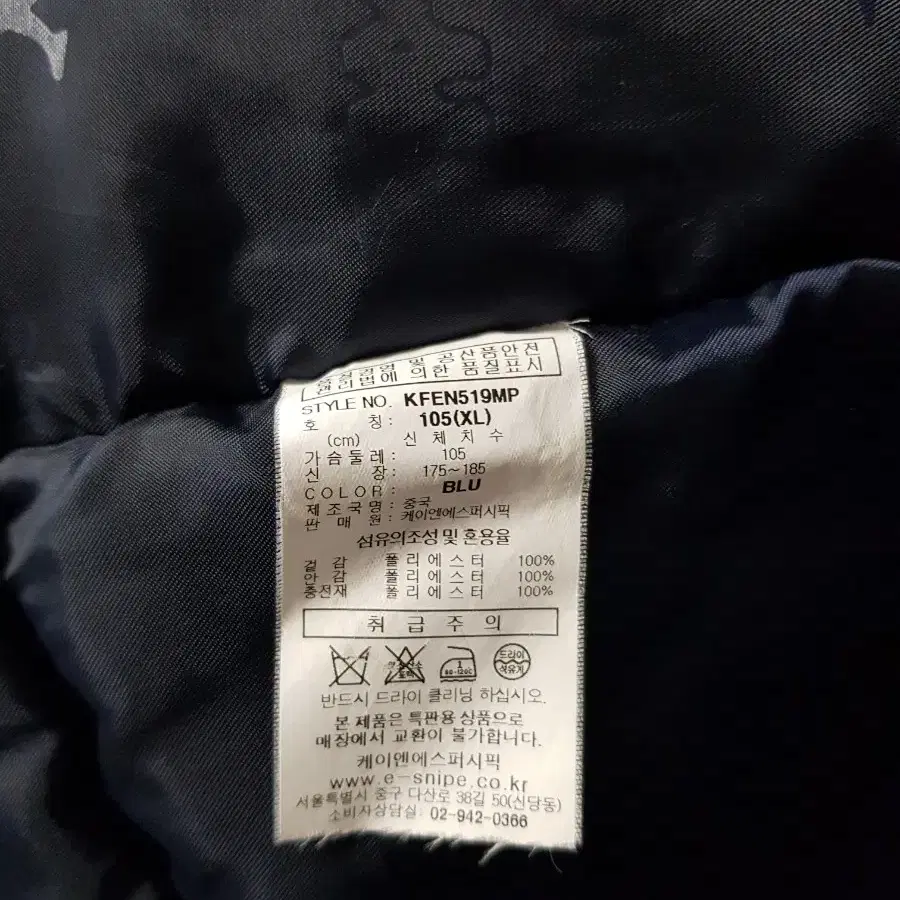 및 공산품안전
관리법에 의한 품질표시
STYLE NO. KFEN519MP
호 칭 : 105(XL)
(cm) 신 체 치 수
가슴둘레 : 105
신 장 : 175~185
COLOR : BLU
제조국명 : 중국
판 매 원 : 케이엔에스퍼시픽
섬유의조성 및 혼용율
겉 감 폴리에스터 100%
안 감 폴리에스터 100%
충전재 폴리에스터 100%
취 급 주 의
1 80~120℃ 드라이
석유계
반드시 드라이 클리닝 하십시오.
본 제품은 특판용 상품으로
매장에서 교환이 불가합니다.
케이엔에스퍼시픽
www.e-snipe.co.kr
서울특별시 중구 다산로 38길 50(신당동)
소비자상담실: 02-942-0366